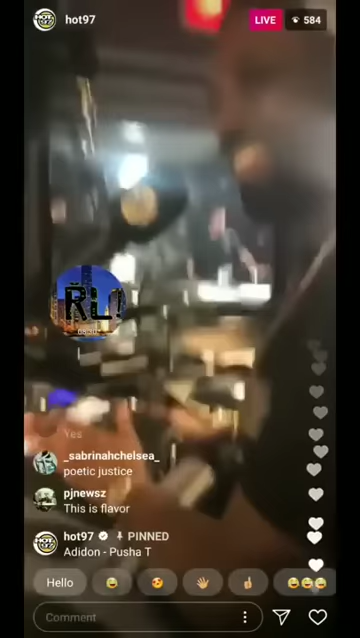 hot97
LIVE
584
RL!
Yes
_sabrinahchelsea_
poetic justice
pjnewsz
This is flavor
hot97 PINNED
Adidon - Pusha T
Hello
Comment